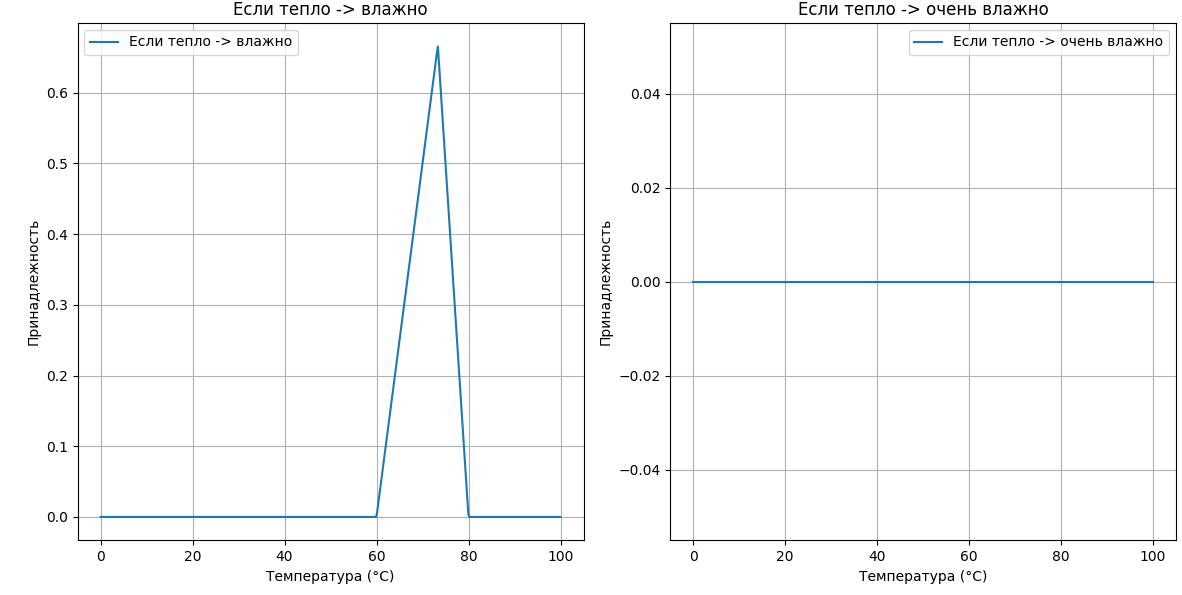 Если тепло -> влажно
Если тепло -> влажно
Принадлежность
0.6
0.5
0.4
0.3
0.2
0.1
0.0
0 20 40 60 80 100
Температура (°C)
Если тепло -> очень влажно
Если тепло -> очень влажно
Принадлежность
0.04
0.02
0.00
−0.02
−0.04
0 20 40 60 80 100
Температура (°C)